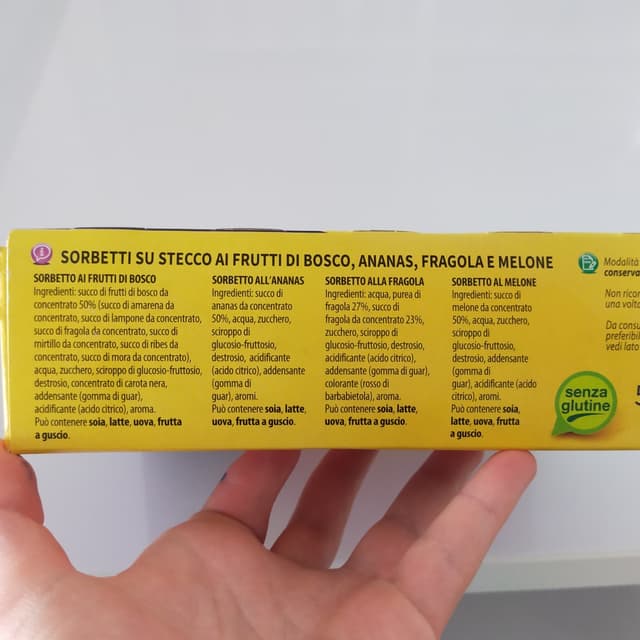 SORBETTI SU STECCO AI FRUTTI DI BOSCO, ANANAS, FRAGOLA E MELONE
SORBETTO AI FRUTTI DI BOSCO
Ingredienti: succo di frutti di bosco da
concentrato 50% (succo di amarena da
concentrato, succo di lampone da concentrato,
succo di fragola da concentrato, succo di
mirtillo da concentrato, succo di ribes da
concentrato, succo di mora da concentrato),
acqua, zucchero, sciroppo di glucosio-fruttosio,
destrosio, concentrato di carota nera,
addensante (gomma di guar),
acidificante (acido citrico), aroma.
Può contenere soia, latte, uova, frutta
a guscio.
SORBETTO ALL'ANANAS
Ingredienti: succo di
ananas da concentrato
50%, acqua, zucchero,
sciroppo di
glucosio-fruttosio,
destrosio, acidificante
(acido citrico), addensante
(gomma di
guar), aromi.
Può contenere soia, latte,
uova, frutta a guscio.
SORBETTO ALLA FRAGOLA
Ingredienti: acqua, purea di
fragola 27%, succo di
fragola da concentrato 23%,
zucchero, sciroppo di
glucosio-fruttosio, destrosio,
acidificante (acido citrico),
addensante (gomma di guar),
colorante (rosso di
barbabietola), aroma.
Può contenere soia, latte,
uova, frutta a guscio.
SORBETTO AL MELONE
Ingredienti: succo di
melone da concentrato
50%, acqua, zucchero,
sciroppo di
glucosio-fruttosio,
destrosio, addensante
(gomma di
guar), acidificante (acido
citrico), aromi.
Può contenere soia,
latte, uova, frutta
a guscio.
Modalità
conserva
Non ricon
una volta
Da consu
preferibil
vedi lato
senza
glutine